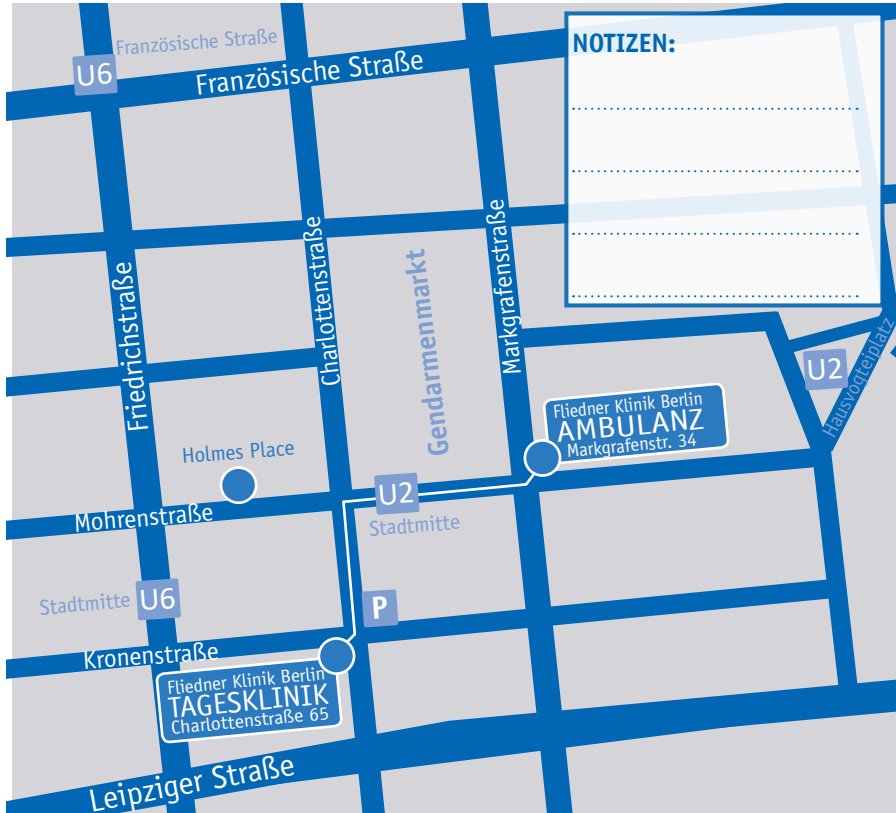 Französische Straße
U6
Französische Straße
NOTIZEN:
Friedrichstraße
Charlottenstraße
Gendarmenmarkt
Markgrafenstraße
U2
Hausvogteiplatz
Fliedner Klinik Berlin
AMBULANZ
Markgrafenstr. 34
Holmes Place
Mohrenstraße
U2
Stadtmitte
Stadtmitte
U6
P
Kronenstraße
Fliedner Klinik Berlin
TAGESKLINIK
Charlottenstraße 65
Leipziger Straße